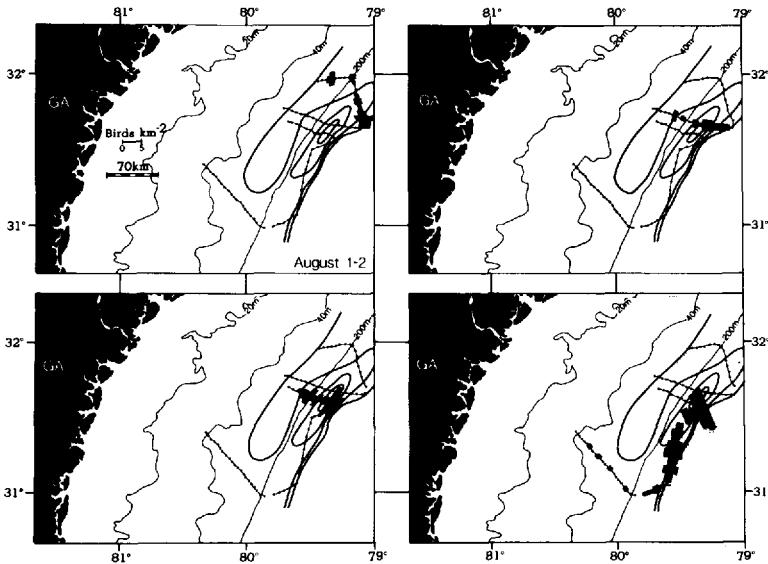 81° 80° 79° 81° 80° 79°
32° 20m 40m 200m 20m 40m 200m
GA GA
Birds km⁻²
0 5
70km
31° 31°
August 1-2
20m 40m 200m 20m 40m 200m
32° 32°
GA GA
31° 31°
81° 80° 79° 81° 80° 79°